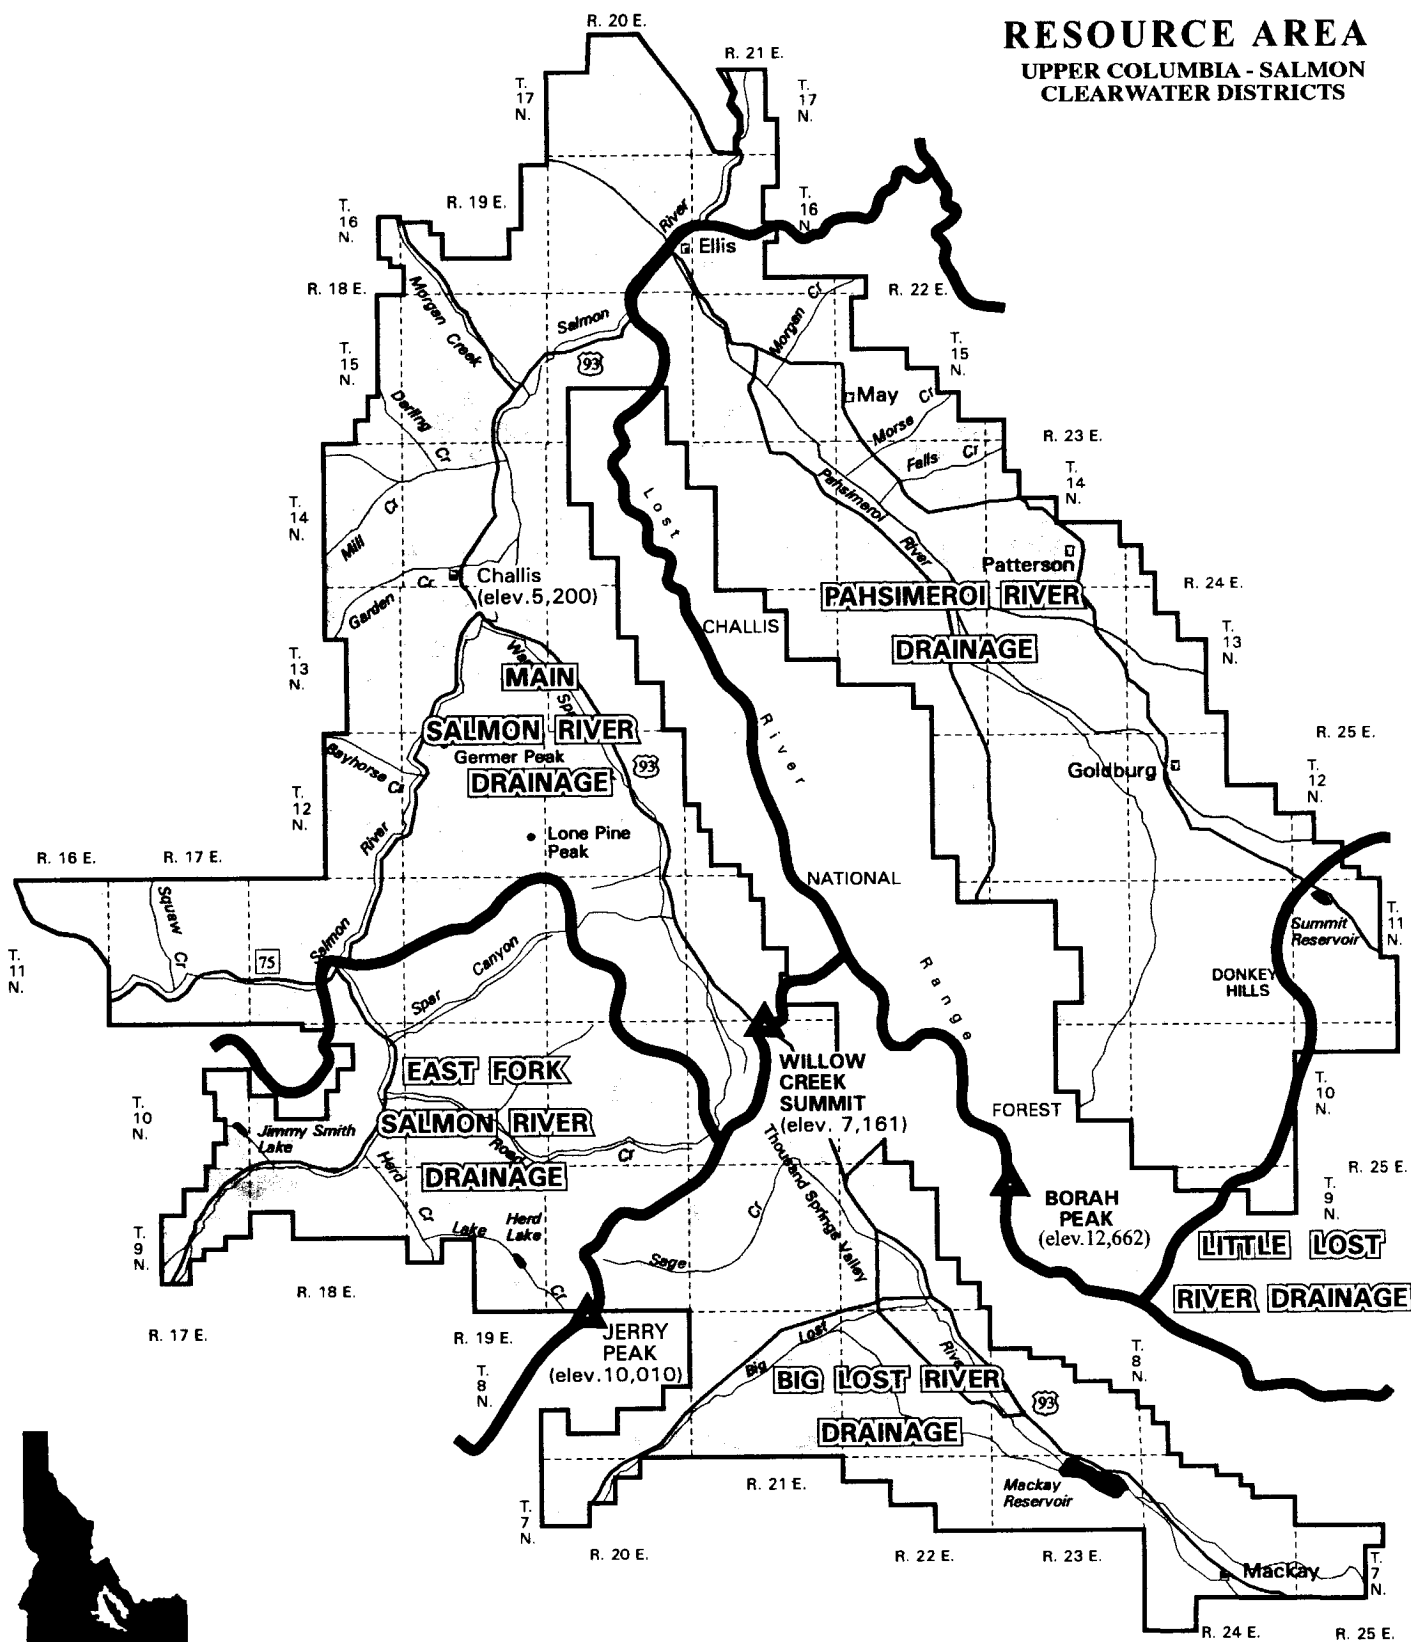 RESOURCE AREA
UPPER COLUMBIA - SALMON
CLEARWATER DISTRICTS
R. 20 E.
R. 21 E.
T.
17
N.
T.
17
N.
R. 19 E.
T.
16
N.
T.
16
N.
River
Ellis
R. 18 E.
R. 22 E.
Morgan Creek
Salmon
93
Morgan Cr
T.
15
N.
T.
15
N.
Darling
Cr
May
Morse Cr
Falls Cr
R. 23 E.
T.
14
N.
T.
14
N.
Mill Cr
Pahsimeroi
River
Lost
Patterson
Challis
(elev.5,200)
Garden Cr
R. 24 E.
PAHSIMEROI RIVER
DRAINAGE
CHALLIS
T.
13
N.
T.
13
N.
MAIN
SALMON RIVER
Germer Peak
DRAINAGE
93
River
R. 25 E.
Bayhorse
Cr
Goldburg
T.
12
N.
T.
12
N.
River
Lone Pine
Peak
R. 16 E.
R. 17 E.
NATIONAL
Squaw
Cr
Salmon
75
T.
11
N.
T.
11
N.
Summit
Reservoir
Spar Canyon
Range
DONKEY
HILLS
EAST FORK
SALMON RIVER
DRAINAGE
WILLOW
CREEK
SUMMIT
(elev. 7,161)
FOREST
T.
10
N.
T.
10
N.
Jimmy Smith
Lake
Road
Cr
Herd
Cr
Thousand Springs Valley
R. 25 E.
T.
9
N.
T.
9
N.
BORAH
PEAK
(elev.12,662)
LITTLE LOST
RIVER DRAINAGE
Lake
Herd
Lake
Cr
Sage
Cr
R. 18 E.
R. 17 E.
R. 19 E.
T.
8
N.
JERRY
PEAK
(elev.10,010)
Big Lost
River
T.
8
N.
BIG LOST RIVER
DRAINAGE
93
R. 21 E.
Mackay
Reservoir
T.
7
N.
R. 20 E.
R. 22 E.
R. 23 E.
Mackay
T.
7
N.
R. 24 E.
R. 25 E.